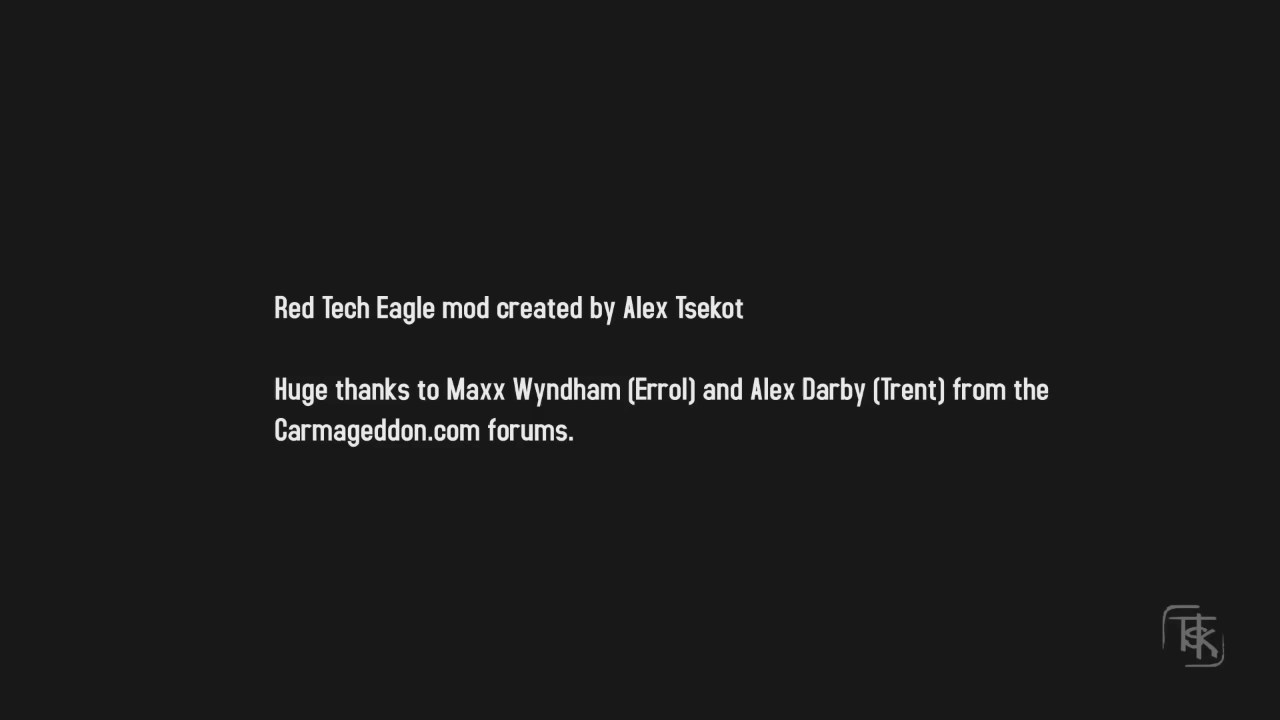 Red Tech Eagle mod created by Alex Tsekot
Huge thanks to Maxx Wyndham (Errol) and Alex Darby (Trent) from the
Carmageddon.com forums.
TSK